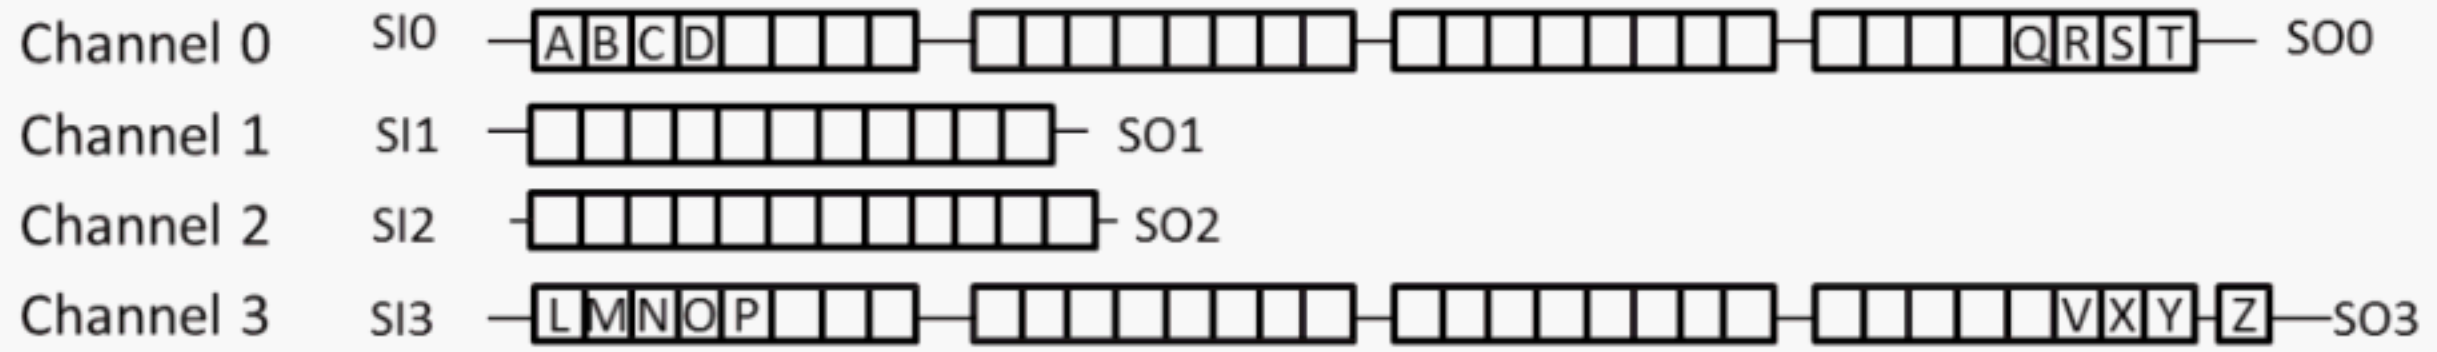 Channel 0 SI0 A B C D Q R S T SO0
Channel 1 SI1 SO1
Channel 2 SI2 SO2
Channel 3 SI3 L M N O P V X Y Z SO3